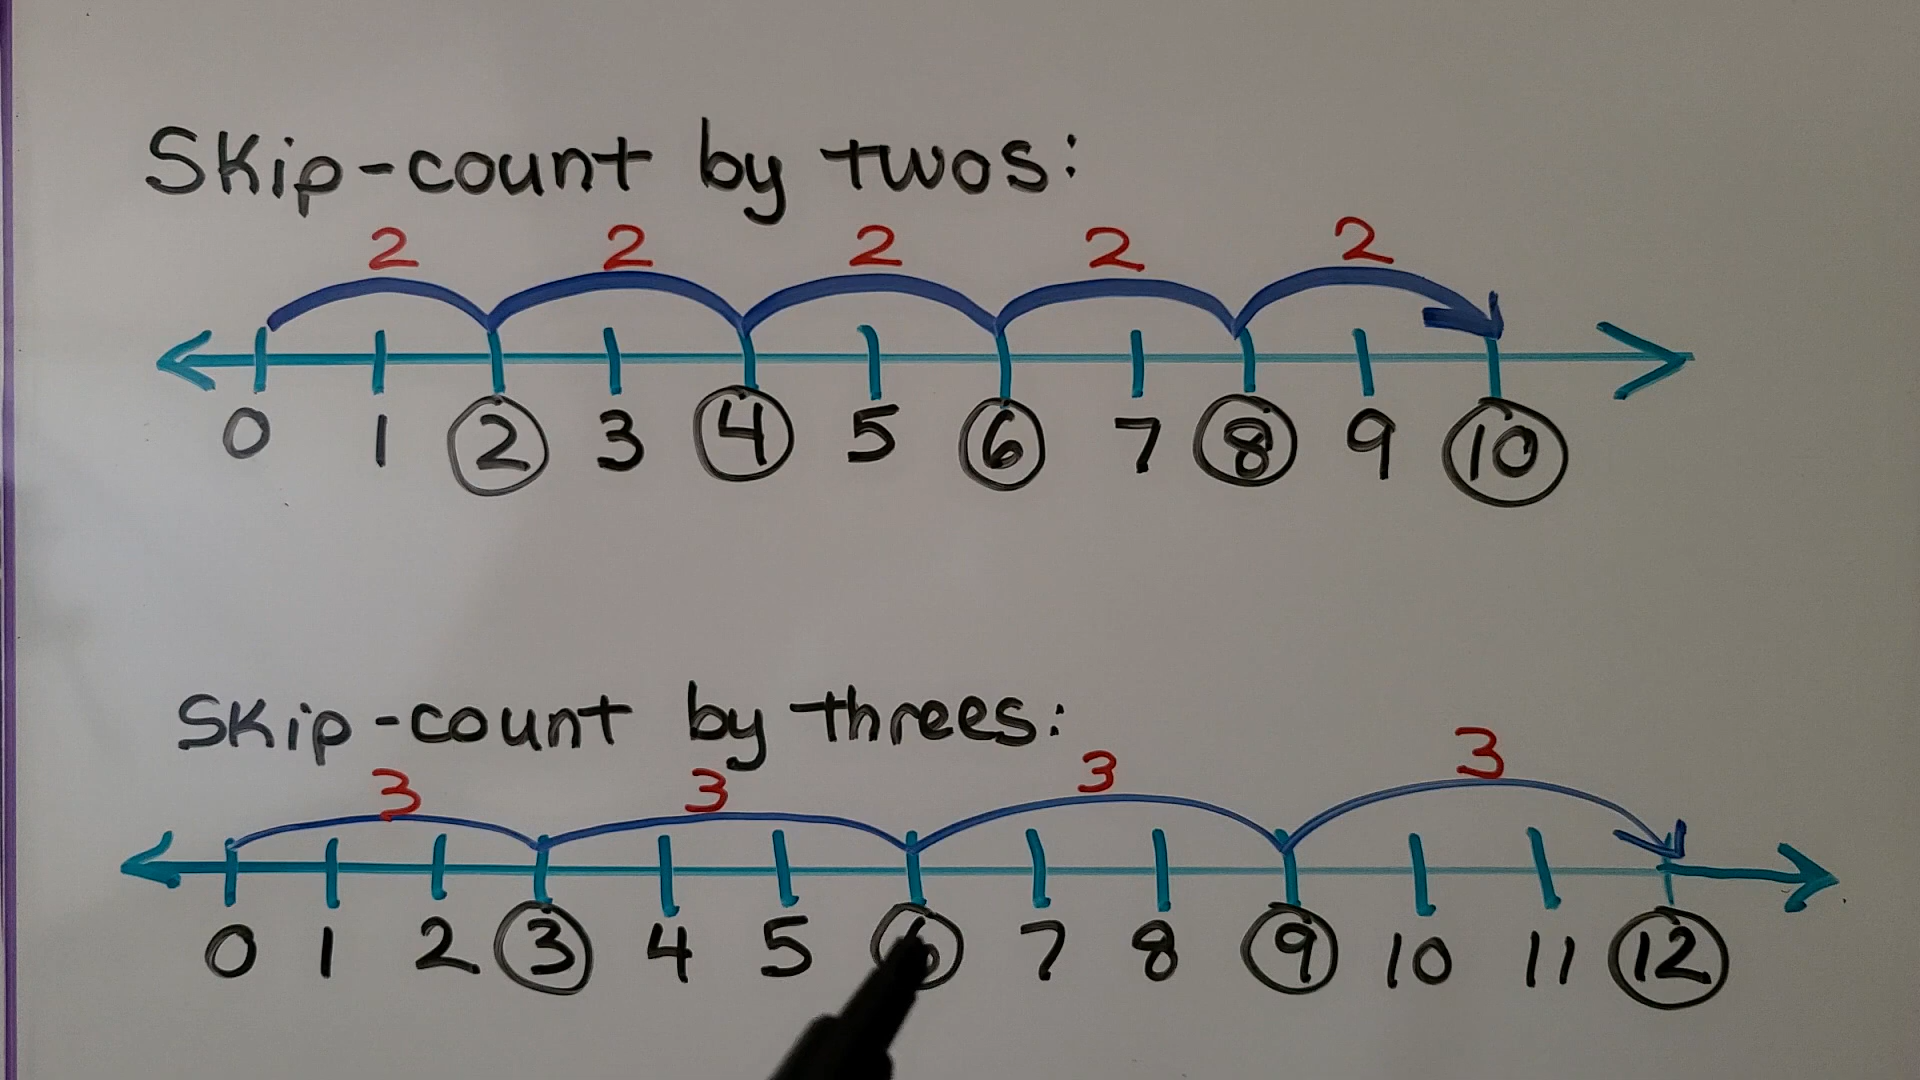 Skip-count by twos:
2 2 2 2 2
0 1 2 3 4 5 6 7 8 9 10
Skip-count by threes:
3 3 3 3
0 1 2 3 4 5 6 7 8 9 10 11 12